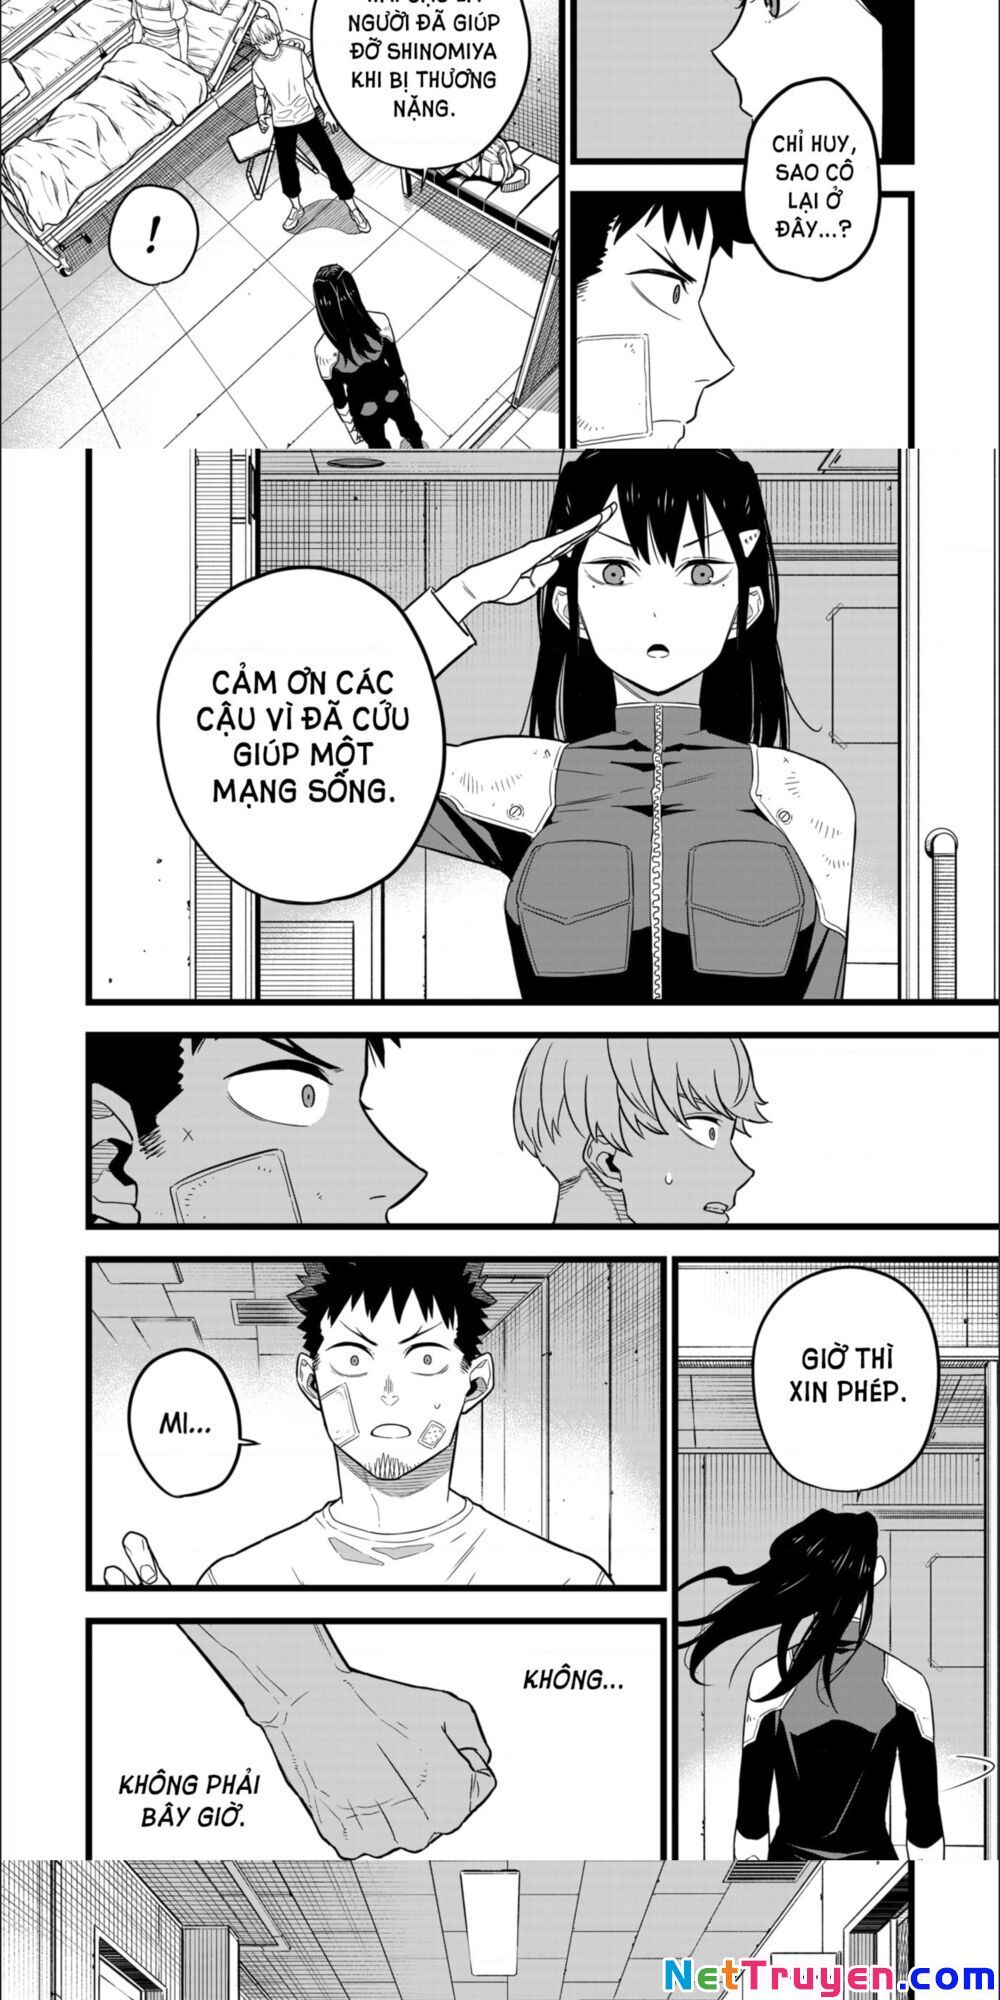 NGƯỜI ĐÃ GIÚP
ĐỠ SHINOMIYA
KHI BỊ THƯƠNG
NẶNG.
!
CHỈ HUY,
SAO CÔ
LẠI Ở
ĐÂY...?
CẢM ƠN CÁC
CẬU VÌ ĐÃ CỨU
GIÚP MỘT
MẠNG SỐNG.
GIỜ THÌ
XIN PHÉP.
MI...
KHÔNG...
KHÔNG PHẢI
BÂY GIỜ.
NetTruyen.com